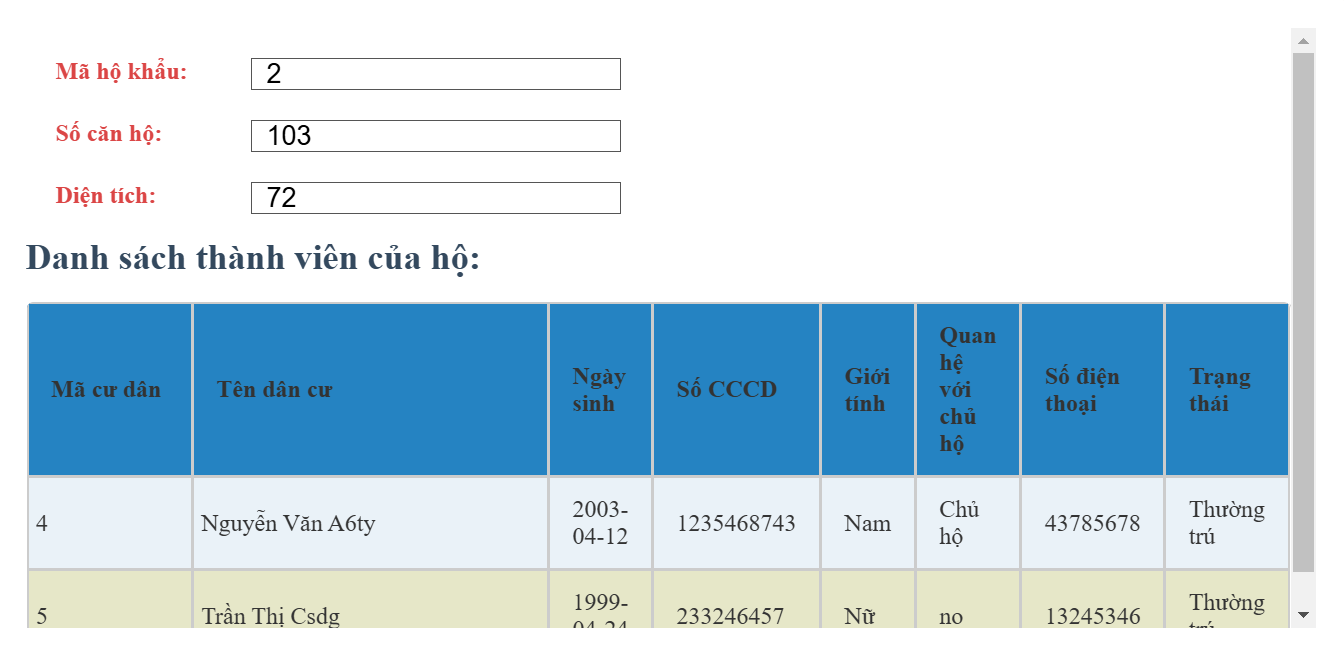 Mã hộ khẩu: 2
Số căn hộ: 103
Diện tích: 72
Danh sách thành viên của hộ:
Mã cư dân Tên dân cư Ngày sinh Số CCCD Giới tính Quan hệ với chủ hộ Số điện thoại Trạng thái
4 Nguyễn Văn A6ty 2003-04-12 1235468743 Nam Chủ hộ 43785678 Thường trú
5 Trần Thị Csdg 1999-04-24 233246457 Nữ no 13245346 Thường trú